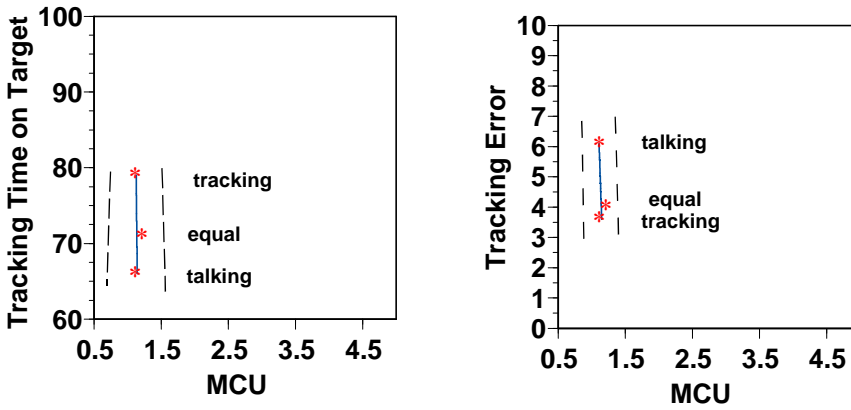 Tracking Time on Target
100
90
80
70
60
tracking
equal
talking
0.5 1.5 2.5 3.5 4.5
MCU
Tracking Error
10
9
8
7
6
5
4
3
2
1
0
talking
equal
tracking
0.5 1.5 2.5 3.5 4.5
MCU